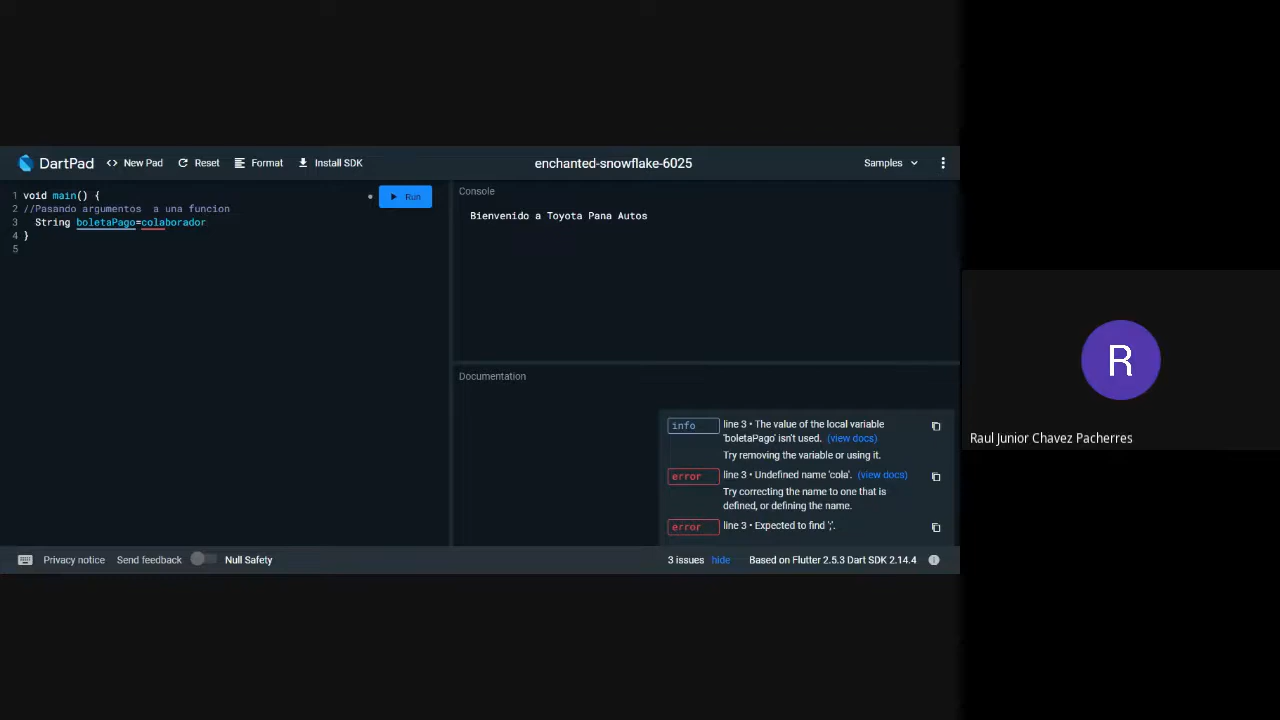 DartPad <> New Pad Reset Format Install SDK enchanted-snowflake-6025 Samples
1 void main() {
2 //Pasando argumentos  a una funcion
3   String boletaPago=colaborador
4 }
5
Run
Console
Bienvenido a Toyota Pana Autos
Documentation
info line 3 • The value of the local variable
'boletaPago' isn't used. (view docs)
Try removing the variable or using it.
error line 3 • Undefined name 'cola'. (view docs)
Try correcting the name to one that is
defined, or defining the name.
error line 3 • Expected to find ';'.
Privacy notice Send feedback Null Safety 3 issues hide Based on Flutter 2.5.3 Dart SDK 2.14.4
R
Raul Junior Chavez Pacherres